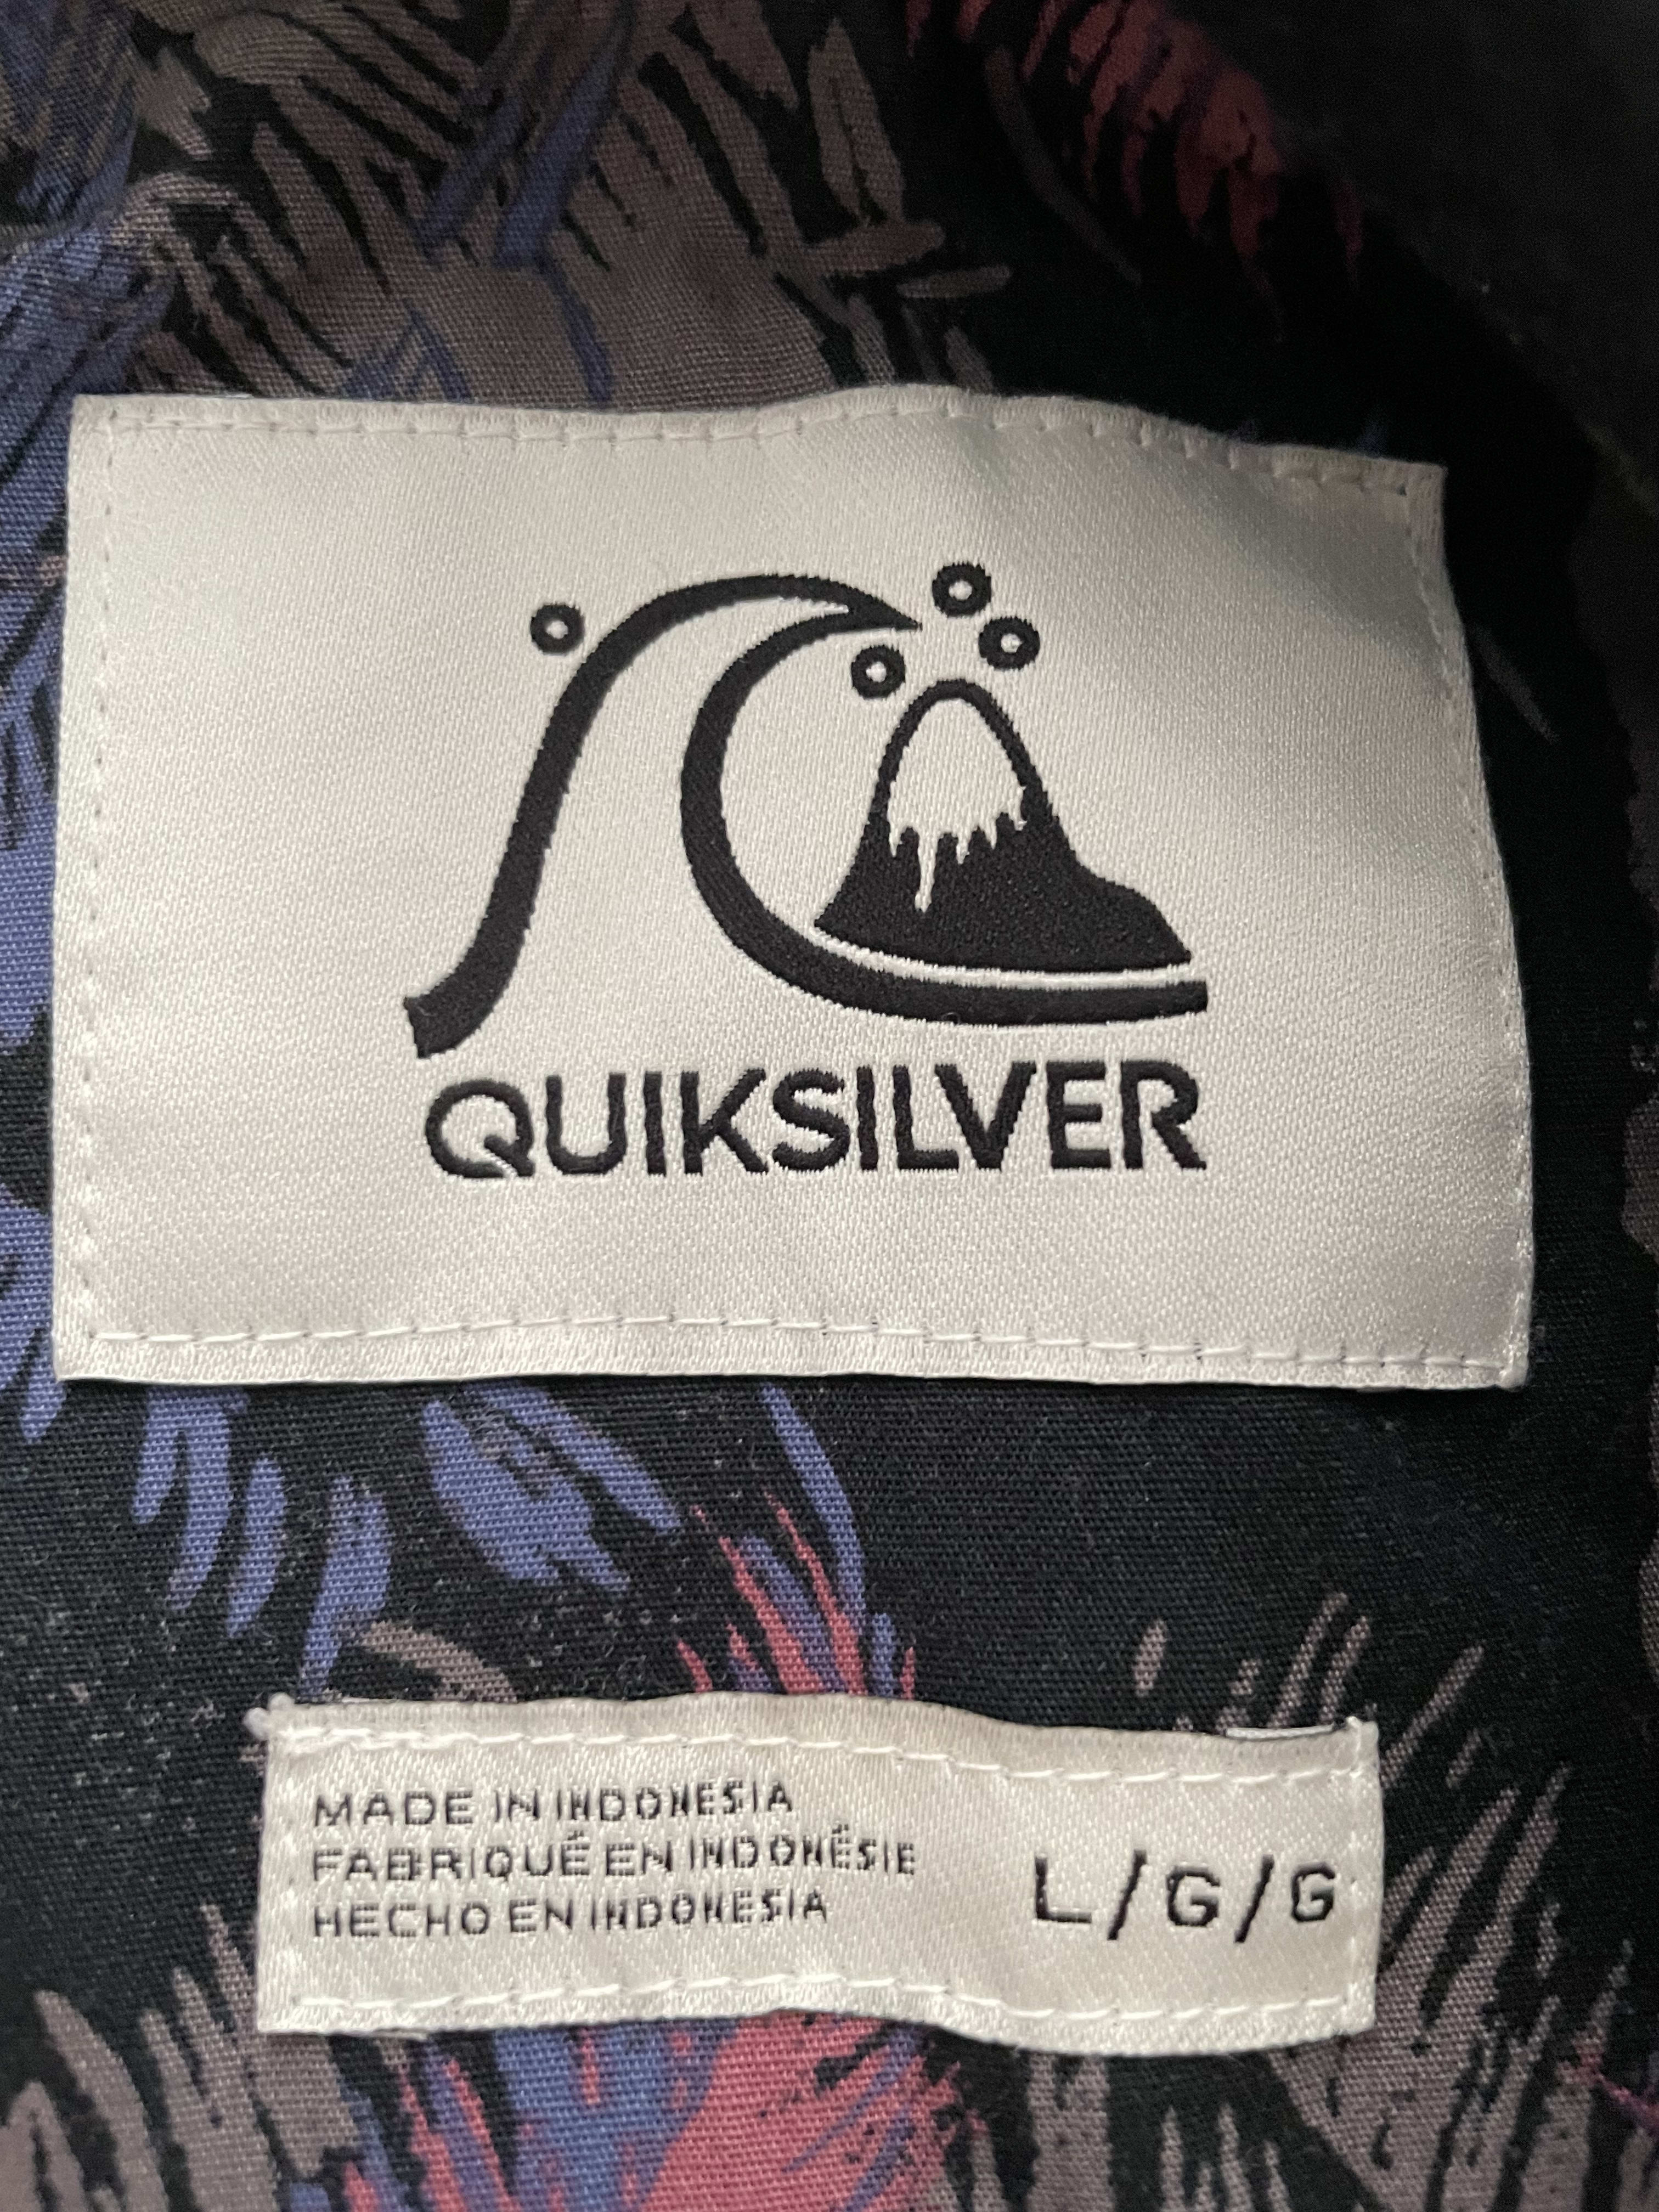 QUIKSILVER
MADE IN INDONESIA
FABRIQUÉ EN INDONÉSIE
HECHO EN INDONESIA
L/G/G